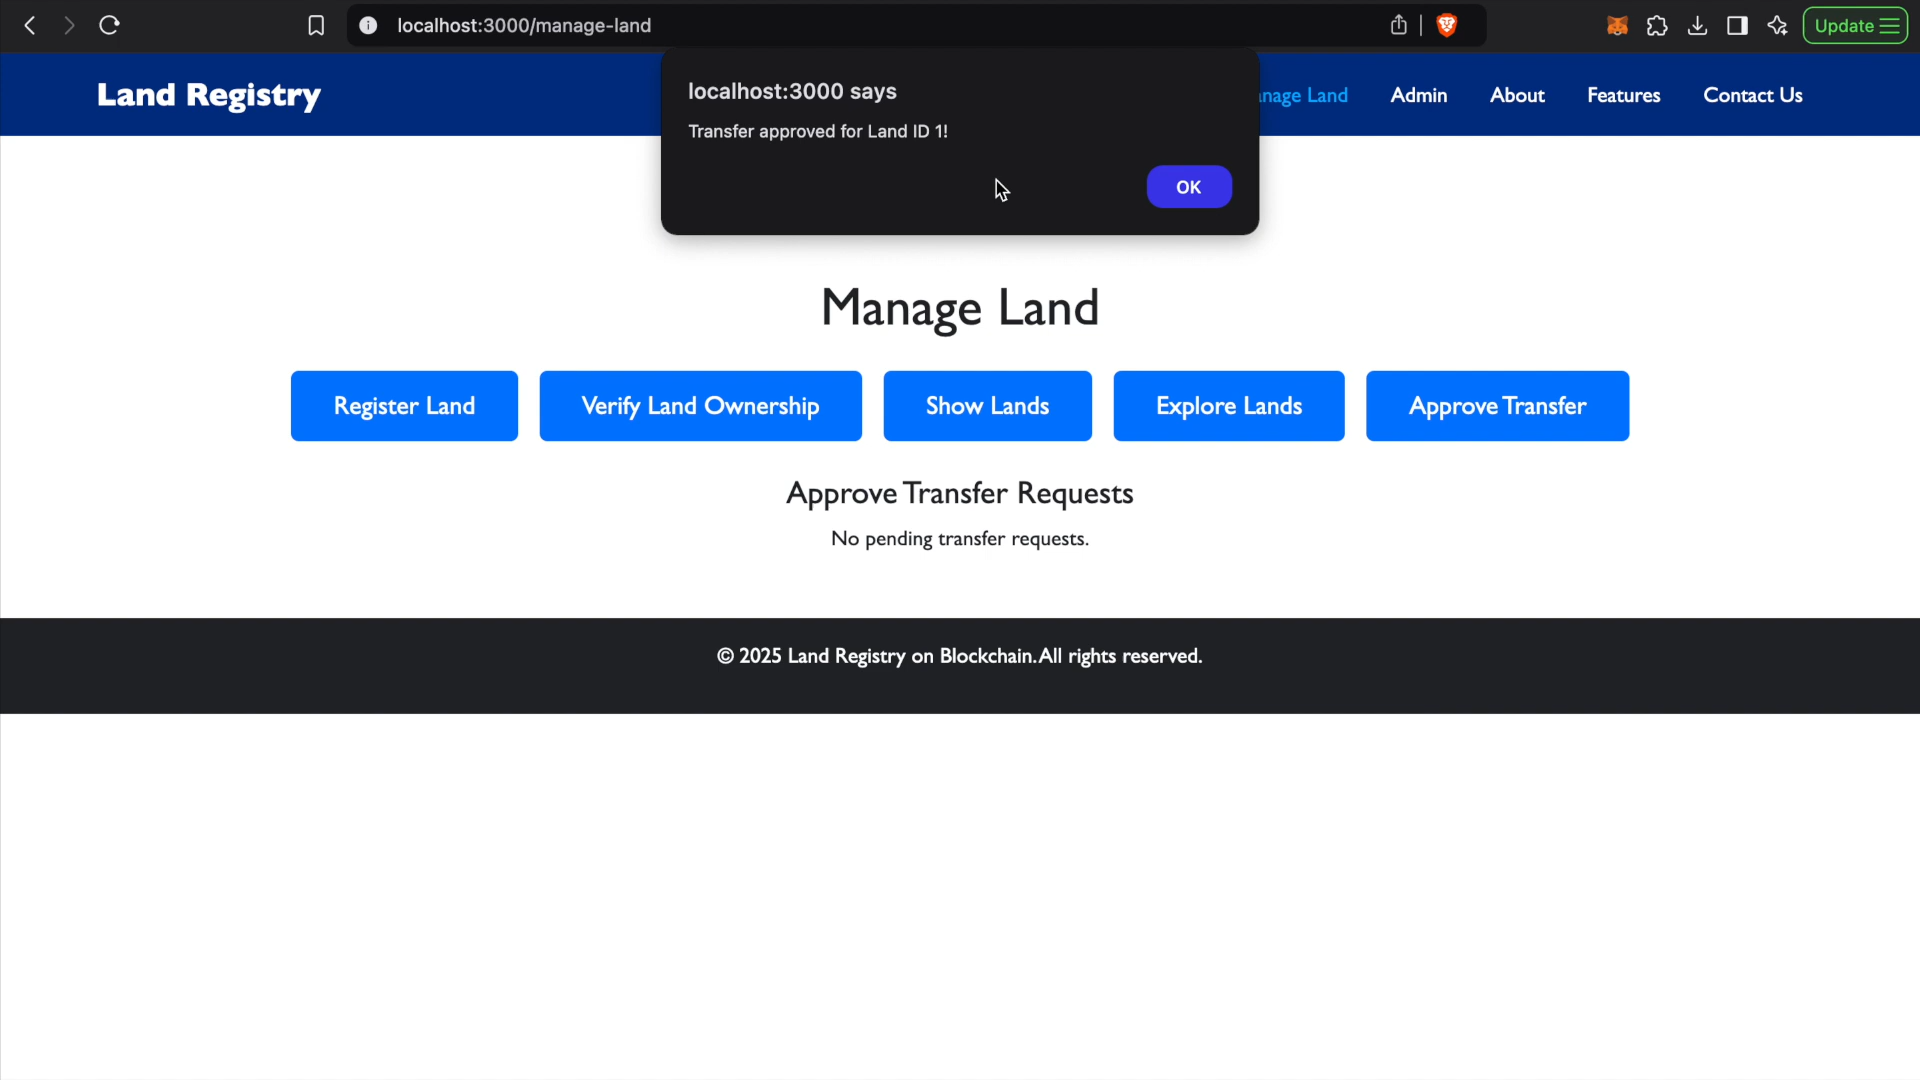 localhost:3000/manage-land
Update
Land Registry
nage Land
Admin
About
Features
Contact Us
localhost:3000 says
Transfer approved for Land ID 1!
OK
Manage Land
Register Land
Verify Land Ownership
Show Lands
Explore Lands
Approve Transfer
Approve Transfer Requests
No pending transfer requests.
© 2025 Land Registry on Blockchain. All rights reserved.